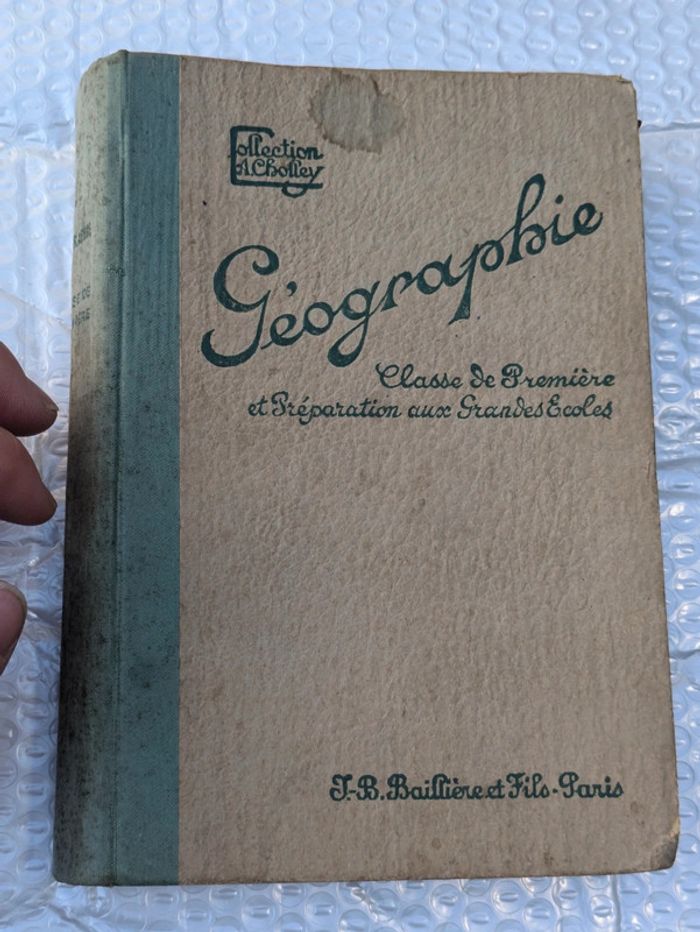 Collection
A. Cholley
Géographie
Classe de Première
et Préparation aux Grandes Ecoles
J.-B. Baillière et Fils - Paris